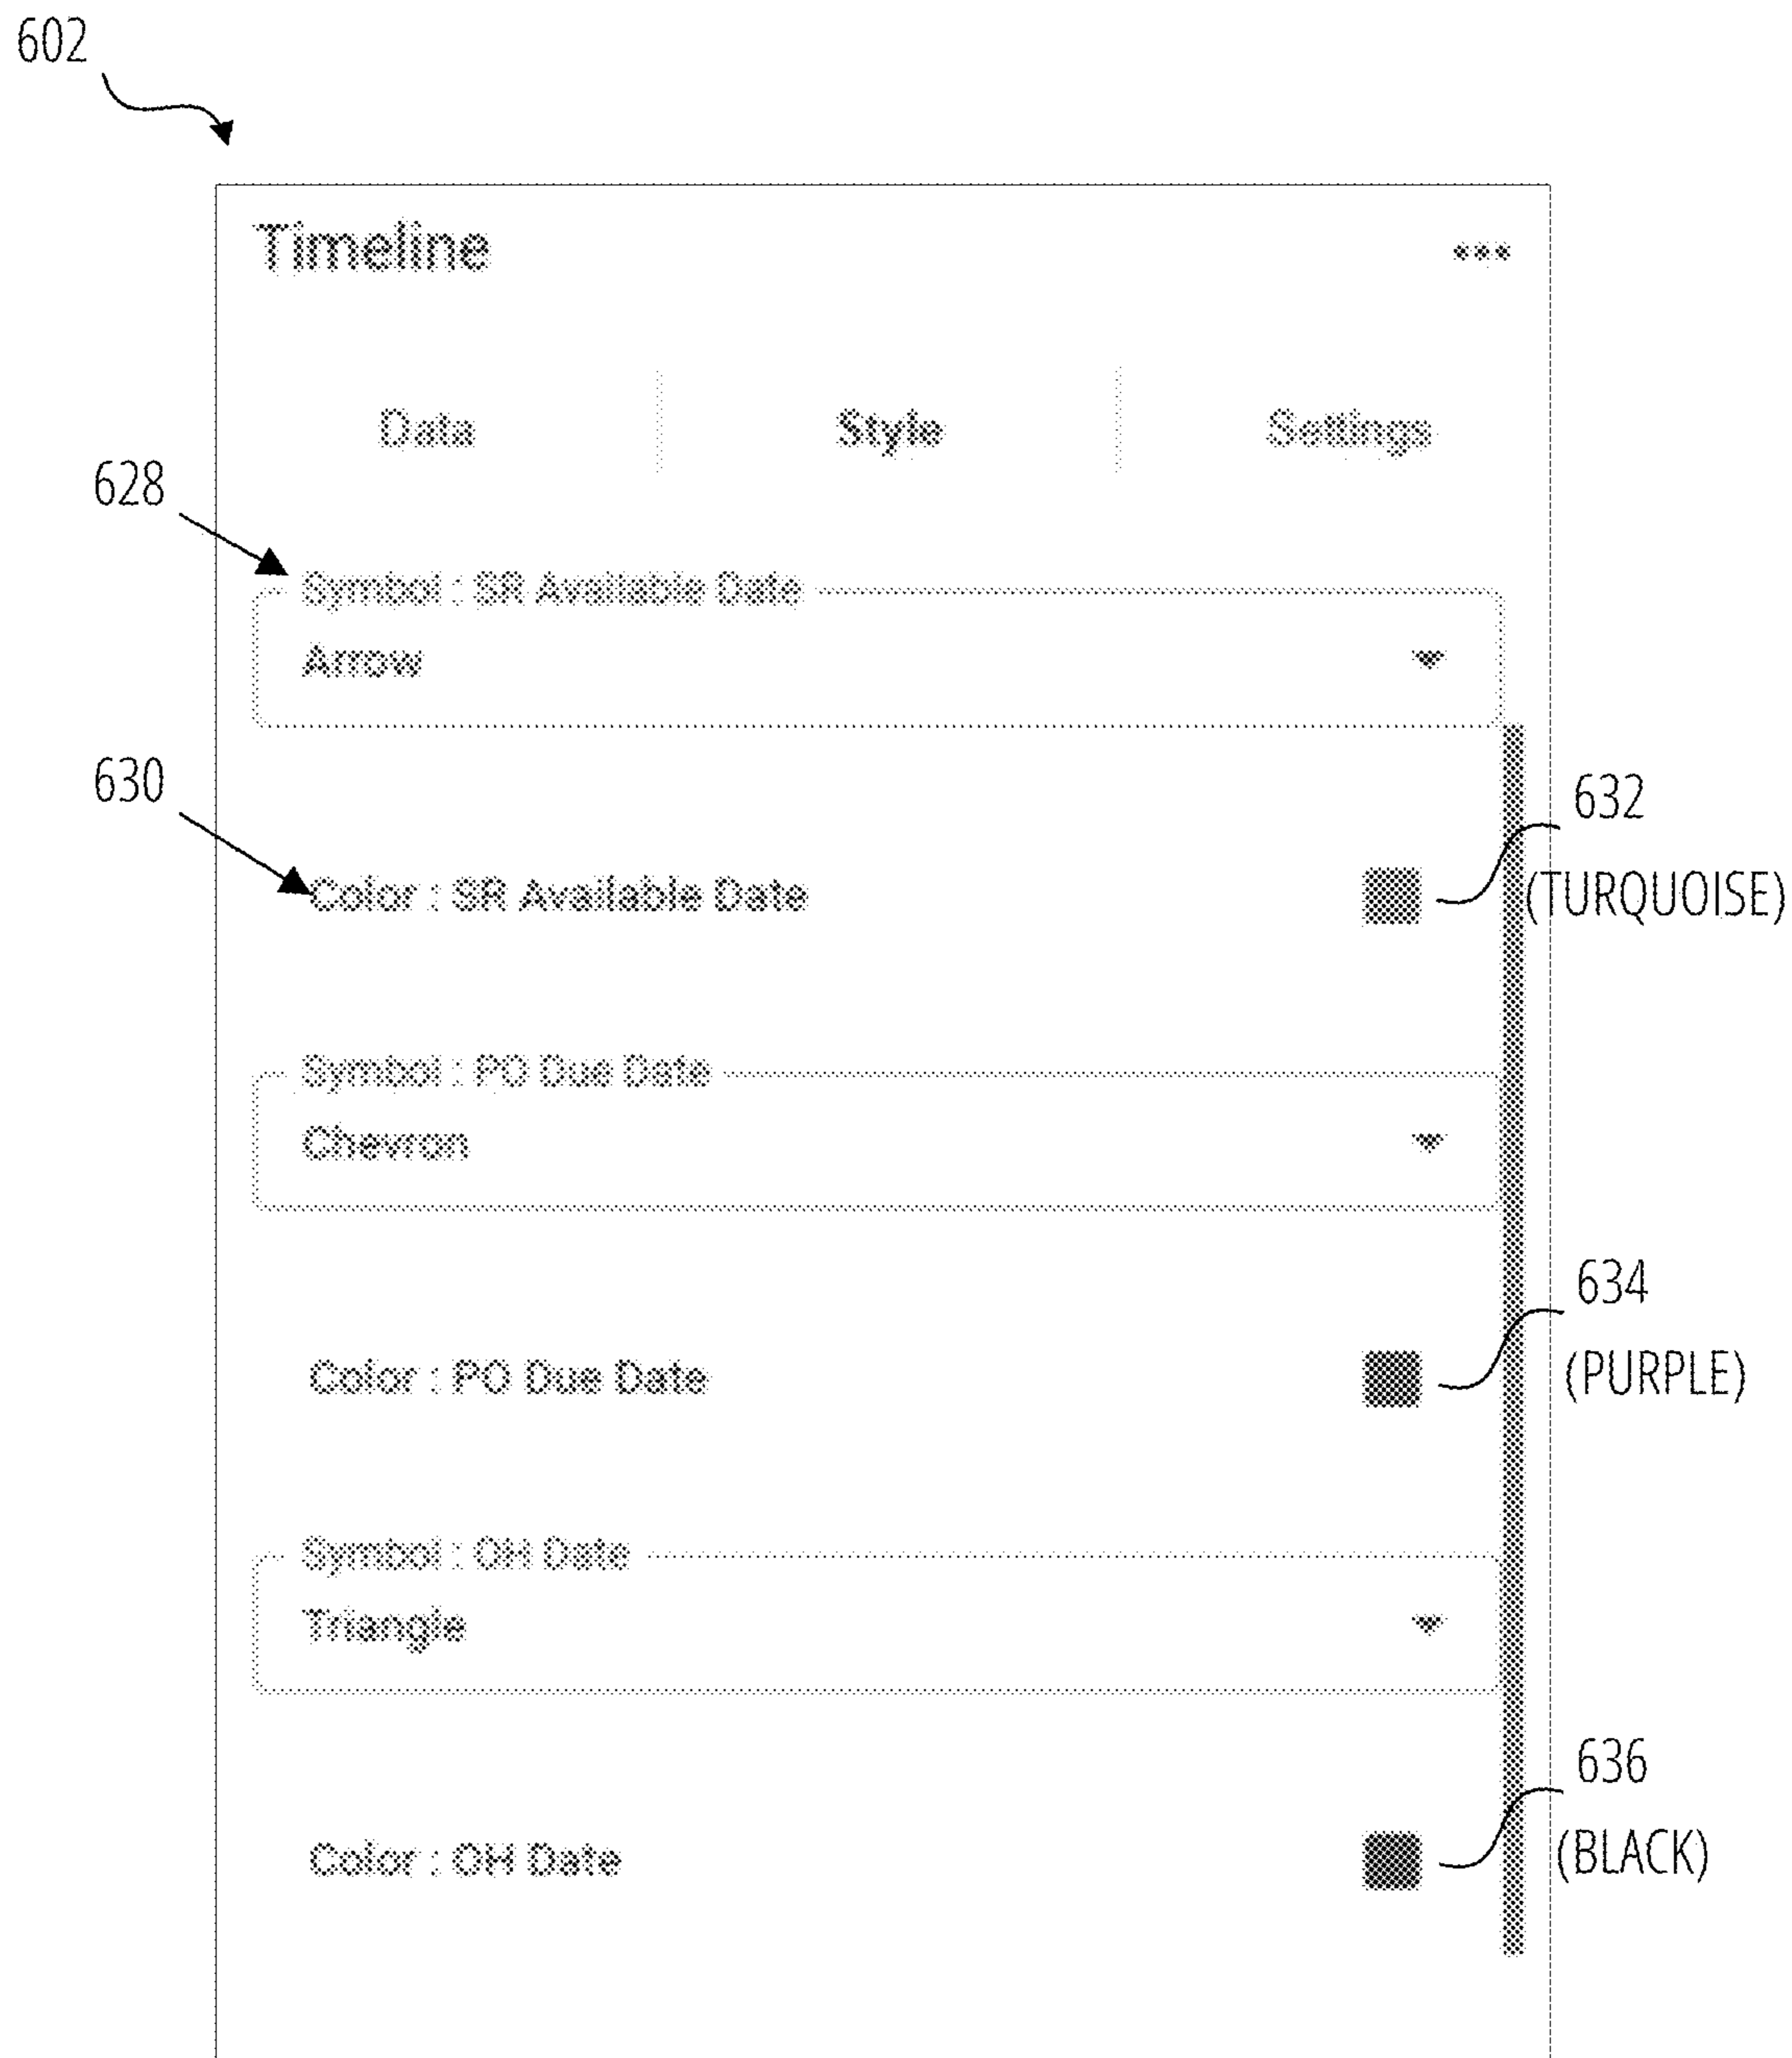 602
Timeline
Data Style Settings
628
Symbol : SR Available Date
Arrow
630
632
Color : SR Available Date
(TURQUOISE)
Symbol : PO Due Date
Chevron
634
Color : PO Due Date
(PURPLE)
Symbol : OH Date
Triangle
636
Color : OH Date
(BLACK)